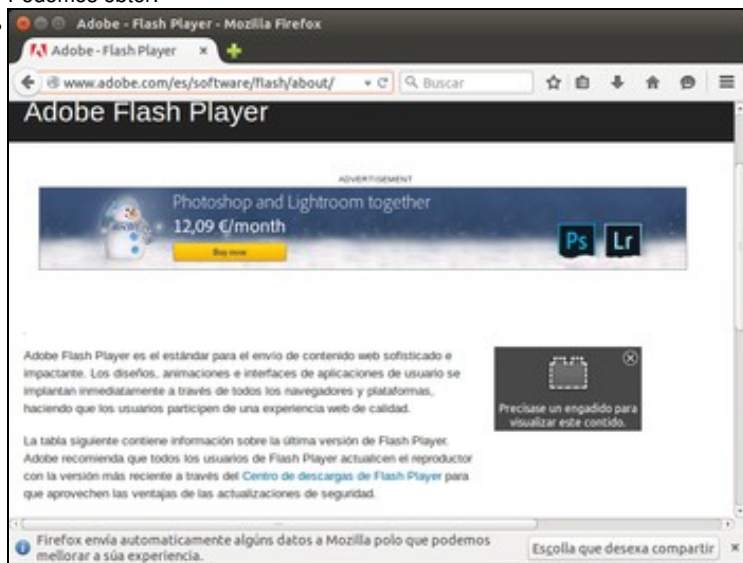 Podemos obter:
Adobe - Flash Player - Mozilla Firefox
Adobe - Flash Player
www.adobe.com/es/software/flash/about/
Buscar
Adobe Flash Player
ADVERTISEMENT
Photoshop and Lightroom together
12,09 €/month
Buy now
Ps Lr
Adobe Flash Player es el estándar para el envío de contenido web sofisticado e
impactante. Los diseños, animaciones e interfaces de aplicaciones de usuario se
implantan inmediatamente a través de todos los navegadores y plataformas,
haciendo que los usuarios participen de una experiencia web de calidad.
Precísase un engadido para
visualizar este contido.
La tabla siguiente contiene información sobre la última versión de Flash Player.
Adobe recomienda que todos los usuarios de Flash Player actualicen el reproductor
con la versión más reciente a través del Centro de descargas de Flash Player para
que aprovechen las ventajas de las actualizaciones de seguridad.
Firefox envía automaticamente algúns datos a Mozilla polo que podemos
mellorar a súa experiencia.
Escolla que desexa compartir